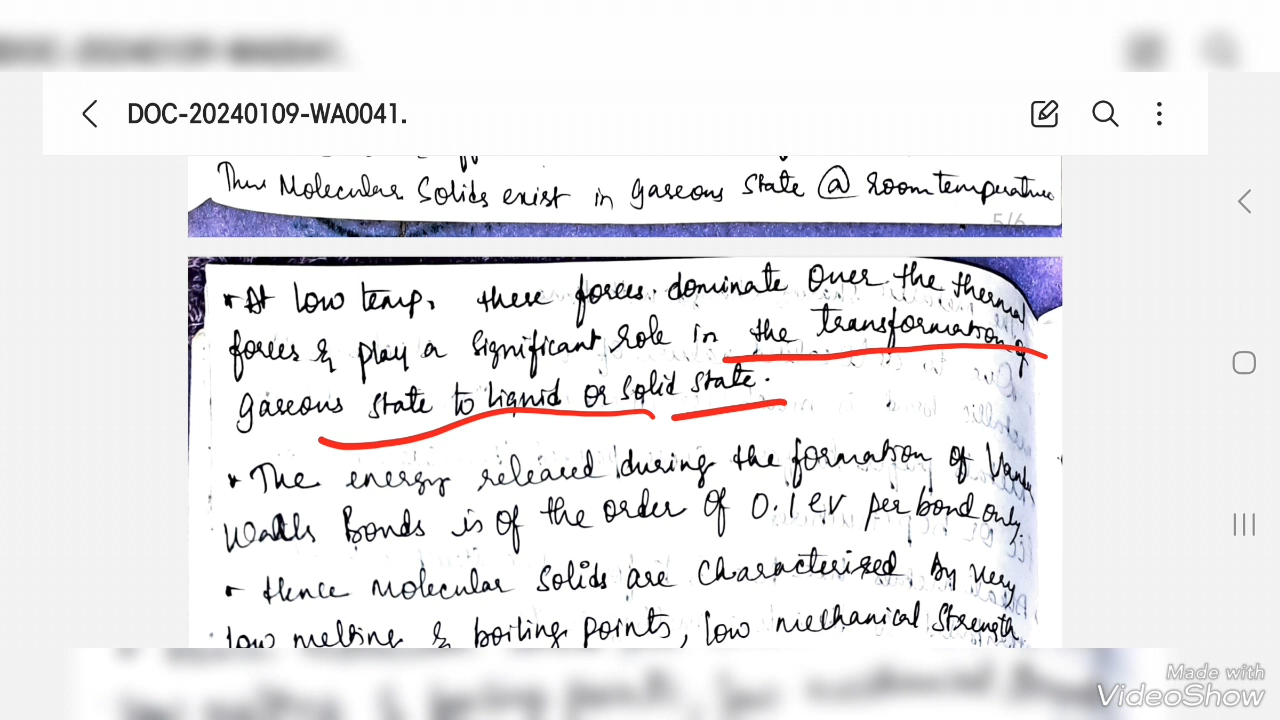 DOC-20240109-WA0041.
Thus Molecular Solids exist in gaseous State @ room temperature
5/6
• At low temp. these forces dominate over the thermal
forces & play a significant role in the transformation of
gaseous state to liquid or solid state.
• The energy released during the formation of Vander
Walls Bonds is of the order of 0.1 eV per bond only.
• Hence molecular solids are characterized by very
low melting & boiling points, low mechanical strength
Made with
VideoShow